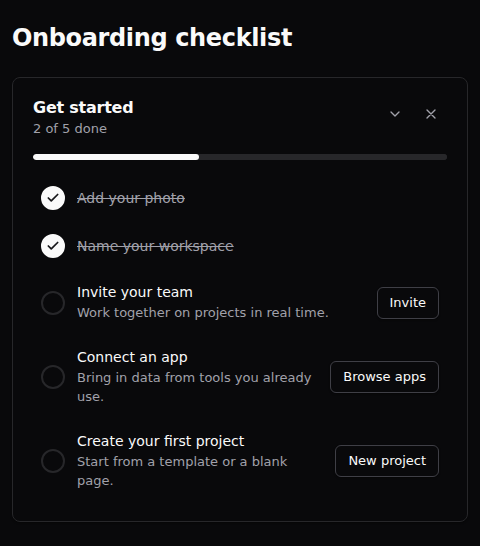 Onboarding checklist
Get started
2 of 5 done
Add your photo
Name your workspace
Invite your team
Work together on projects in real time.
Invite
Connect an app
Bring in data from tools you already
use.
Browse apps
Create your first project
Start from a template or a blank
page.
New project